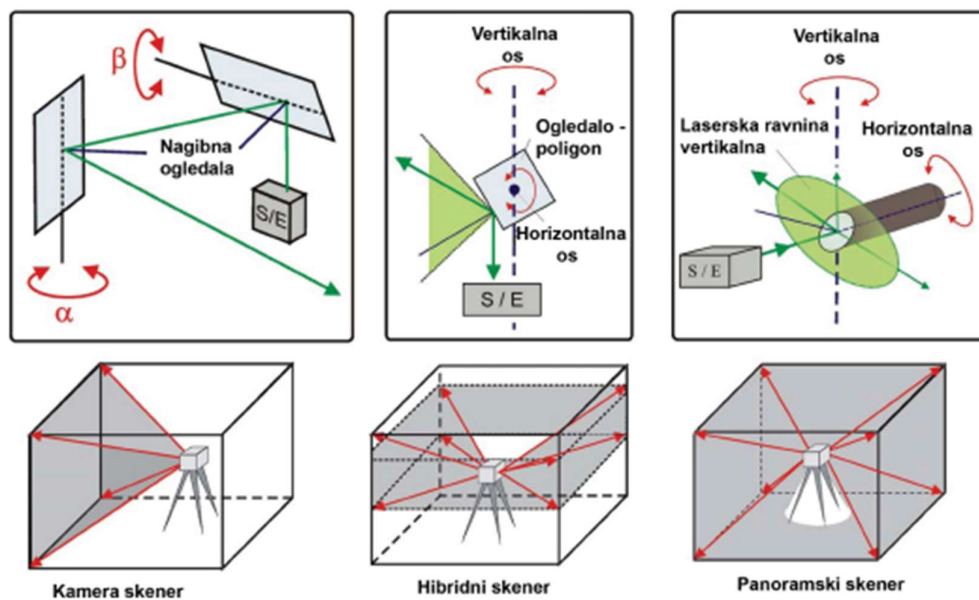 β
Nagibna
ogledala
S/E
α
Vertikalna
os
Ogledalo -
poligon
Horizontalna
os
S / E
Vertikalna
os
Laserska ravnina
vertikalna
Horizontalna
os
S / E
Kamera skener
Hibridni skener
Panoramski skener